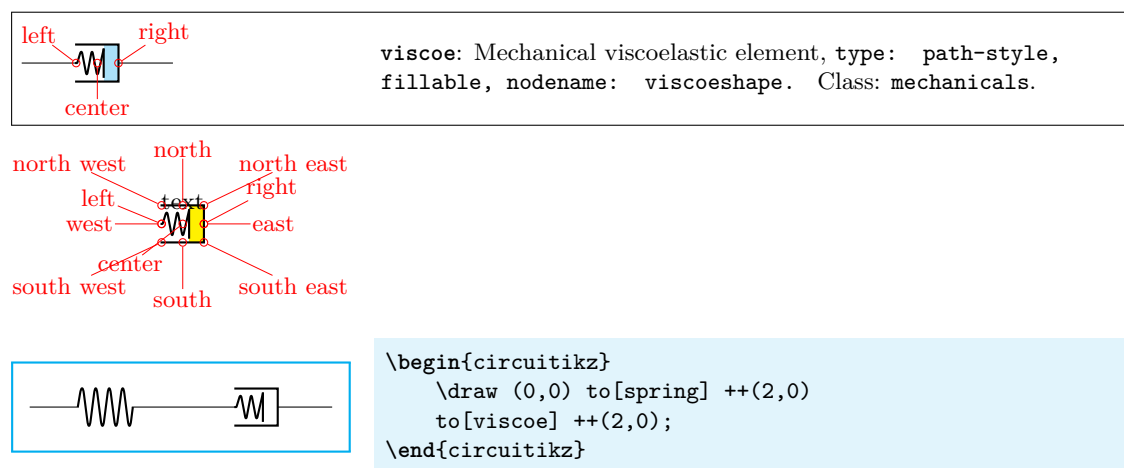 left
right
center
viscoe: Mechanical viscoelastic element, type: path-style,
fillable, nodename: viscoeshape. Class: mechanicals.
north west
north
north east
left
text
right
west
east
center
south west
south
south east
\begin{circuitikz}
    \draw (0,0) to[spring] ++(2,0)
    to[viscoe] ++(2,0);
\end{circuitikz}